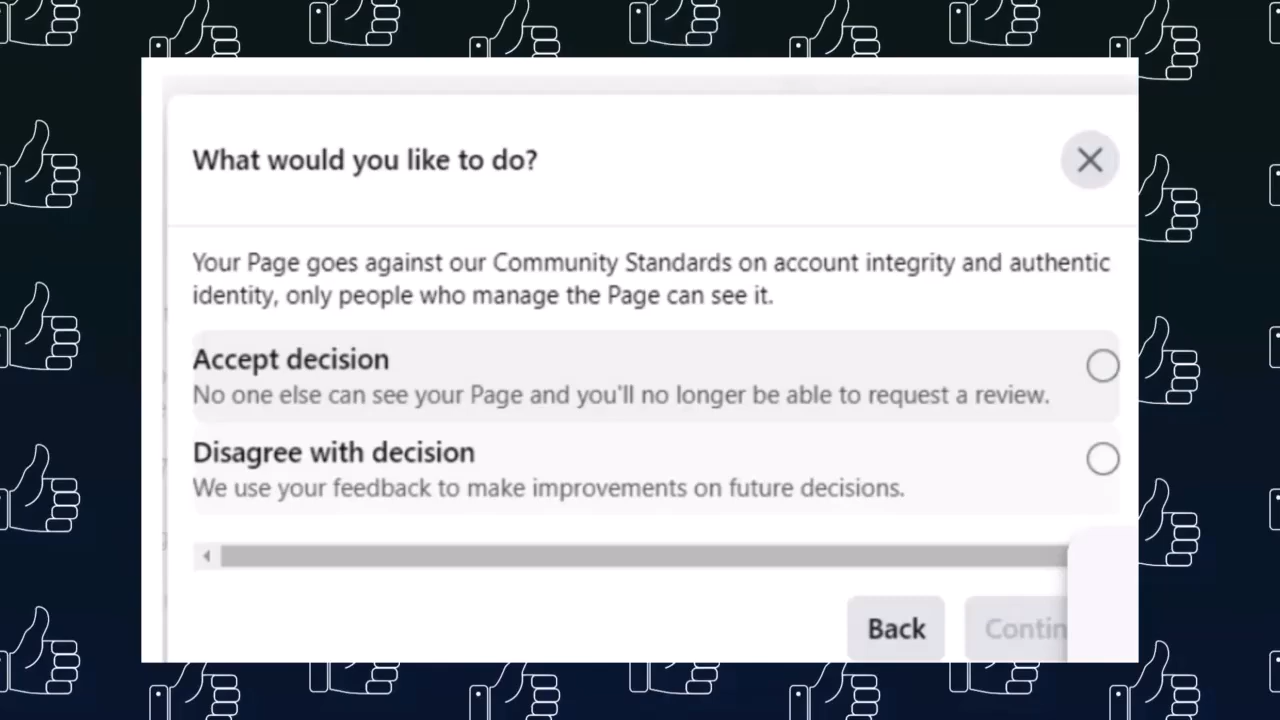 What would you like to do?
Your Page goes against our Community Standards on account integrity and authentic
identity, only people who manage the Page can see it.
Accept decision
No one else can see your Page and you'll no longer be able to request a review.
Disagree with decision
We use your feedback to make improvements on future decisions.
Back
Contin